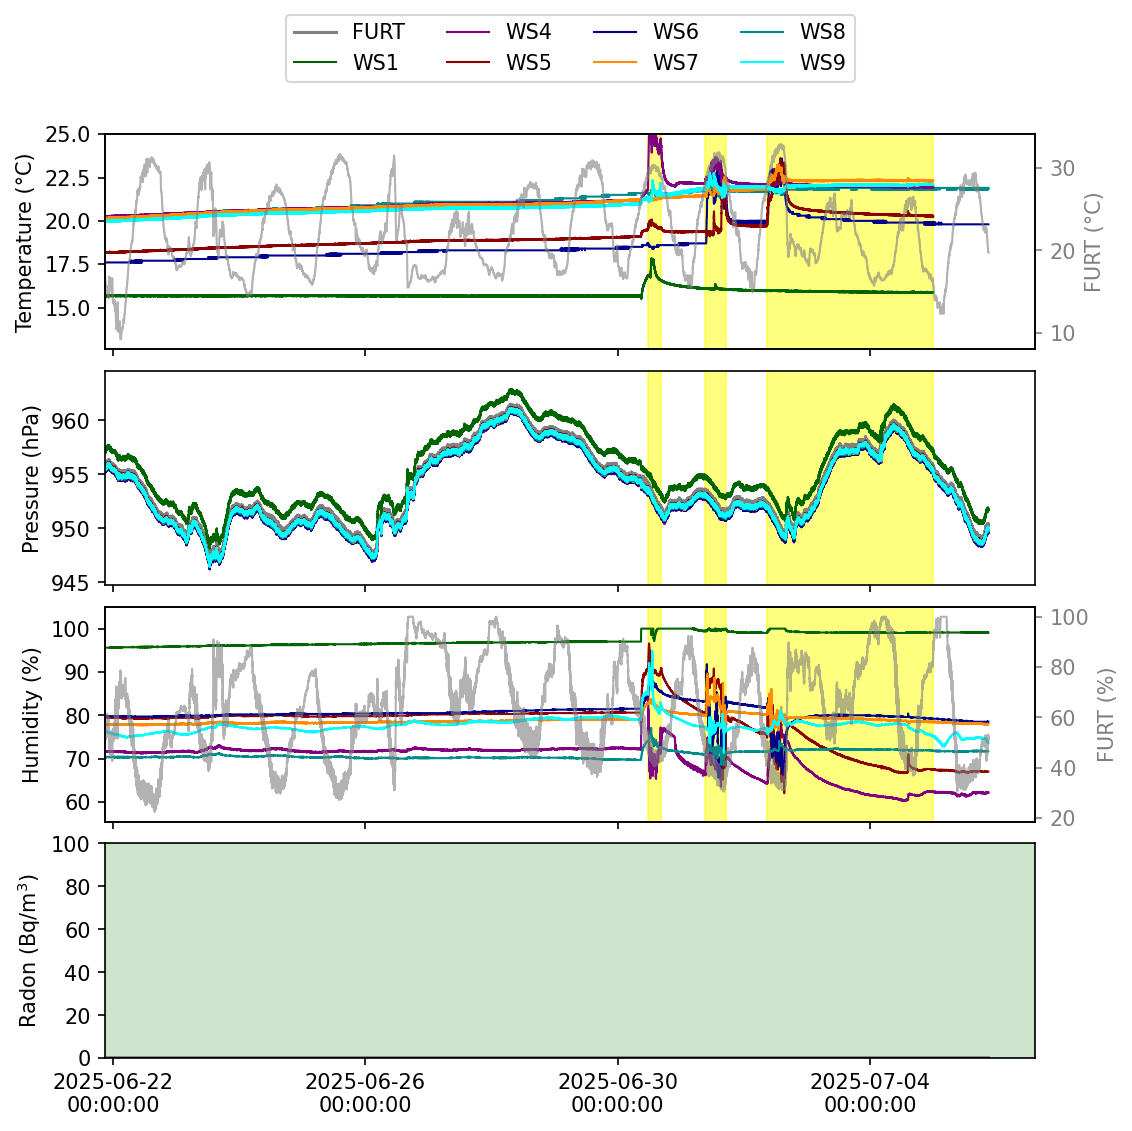 FURT WS4 WS6 WS8
WS1 WS5 WS7 WS9
Temperature (°C)
25.0
22.5
20.0
17.5
15.0
30
20
10
FURT (°C)
Pressure (hPa)
960
955
950
945
Humidity (%)
100
90
80
70
60
100
80
60
40
20
FURT (%)
Radon (Bq/m³)
100
80
60
40
20
0
2025-06-22 2025-06-26 2025-06-30 2025-07-04
00:00:00 00:00:00 00:00:00 00:00:00